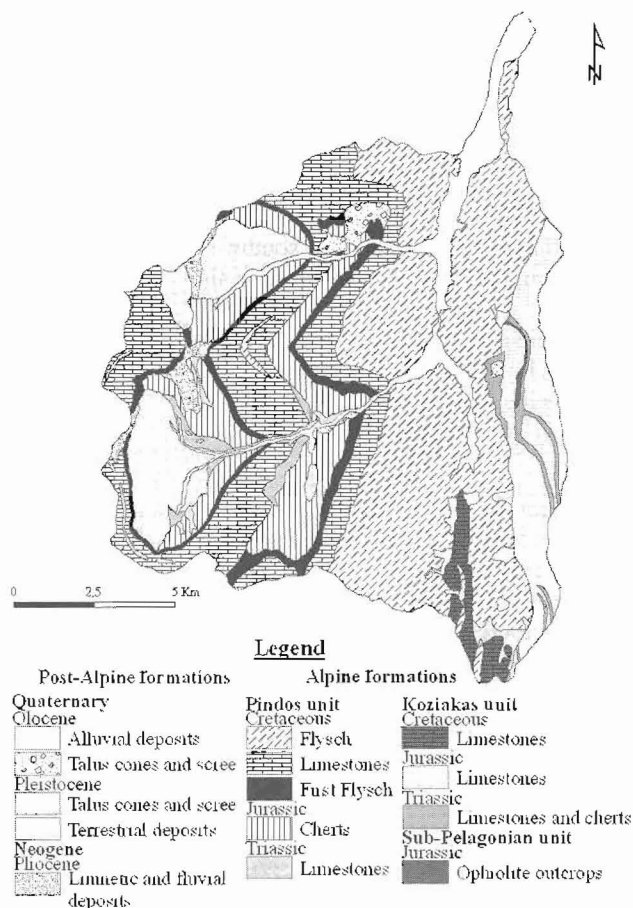 N
0 2,5 5 Km
Legend
Post-Alpine formations
Quaternary
Olocene
Alluvial deposits
Talus cones and scree
Pleistocene
Talus cones and scree
Terrestrial deposits
Neogene
Pliocene
Limnetic and fluvial
deposits
Alpine formations
Pindos unit
Cretaceous
Flysch
Limestones
Fust Flysch
Jurassic
Cherts
Triassic
Limestones
Koziakas unit
Cretaceous
Limestones
Jurassic
Limestones
Triassic
Limestones and cherts
Sub-Pelagonian unit
Jurassic
Ophiolite outcrops